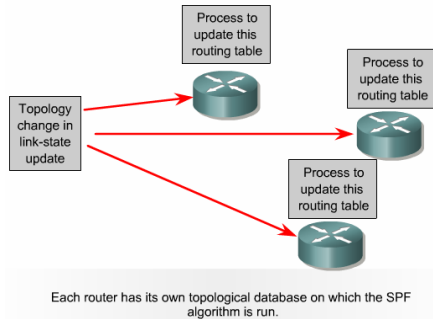 Process to
update this
routing table
Process to
update this
routing table
Topology
change in
link-state
update
Process to
update this
routing table
Each router has its own topological database on which the SPF
algorithm is run.